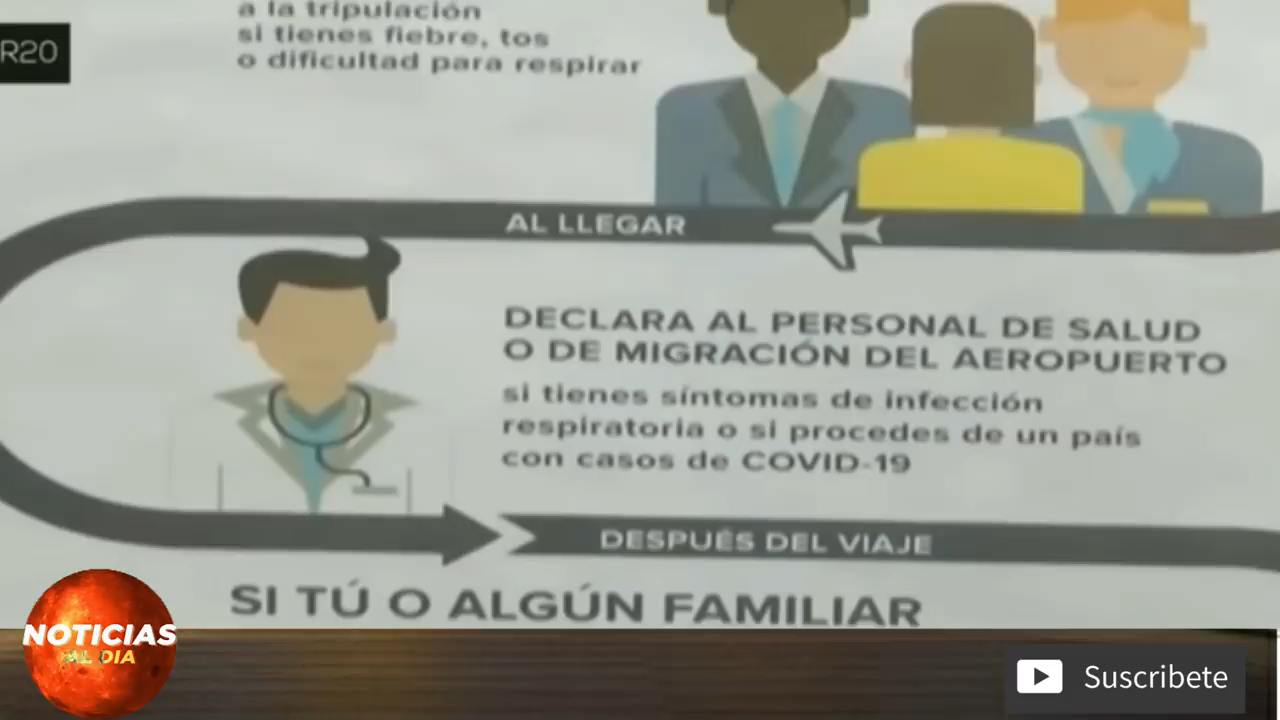 a la tripulación
si tienes fiebre, tos
o dificultad para respirar
R20
AL LLEGAR
DECLARA AL PERSONAL DE SALUD
O DE MIGRACIÓN DEL AEROPUERTO
si tienes síntomas de infección
respiratoria o si procedes de un país
con casos de COVID-19
DESPUÉS DEL VIAJE
SI TÚ O ALGÚN FAMILIAR
NOTICIAS
AL DIA
Suscribete